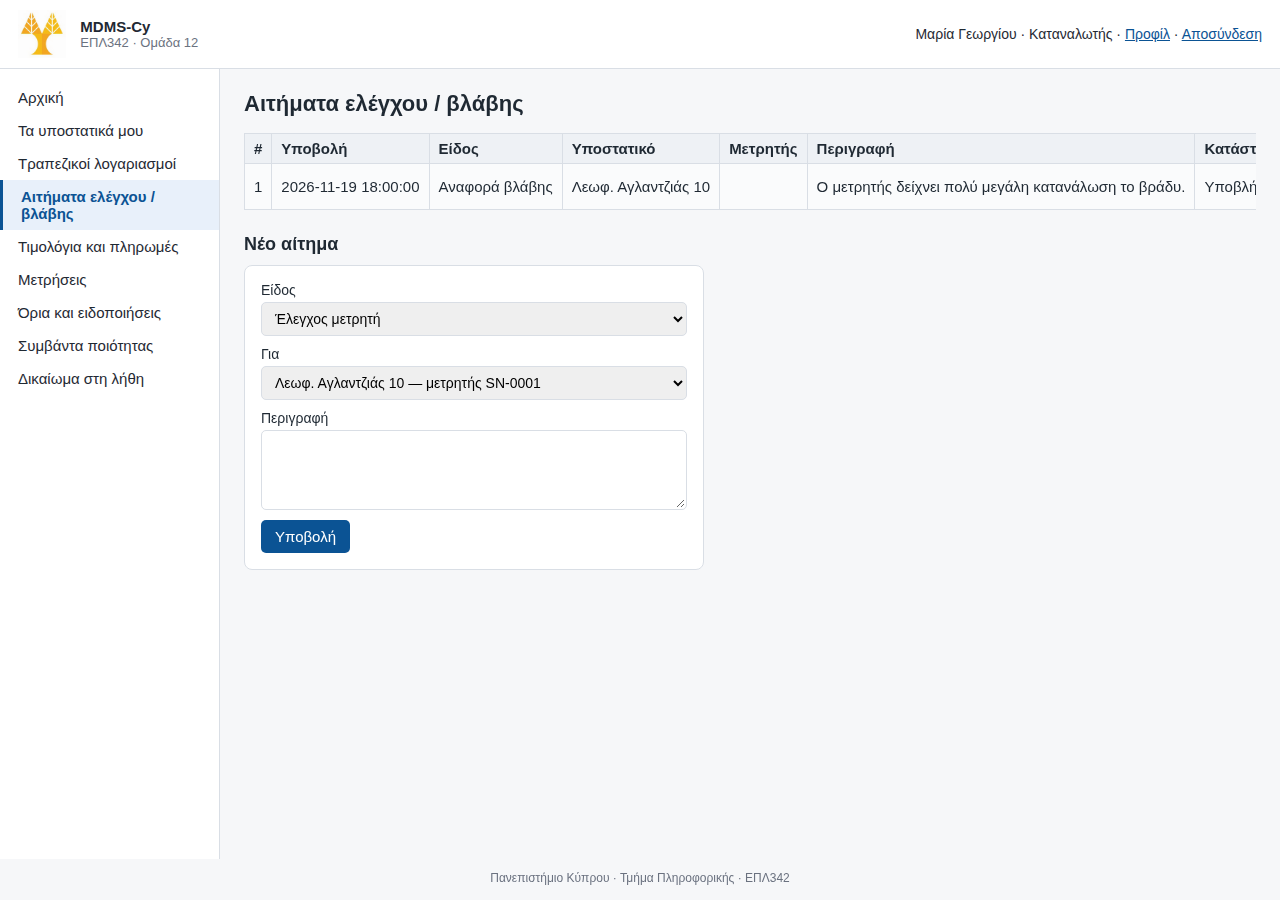 MDMS-Cy
ΕΠΛ342 · Ομάδα 12
Μαρία Γεωργίου · Καταναλωτής · Προφίλ · Αποσύνδεση
Αρχική
Τα υποστατικά μου
Τραπεζικοί λογαριασμοί
Αιτήματα ελέγχου /
βλάβης
Τιμολόγια και πληρωμές
Μετρήσεις
Όρια και ειδοποιήσεις
Συμβάντα ποιότητας
Δικαίωμα στη λήθη
Αιτήματα ελέγχου / βλάβης
# Υποβολή Είδος Υποστατικό Μετρητής Περιγραφή Κατάστ
1 2026-11-19 18:00:00 Αναφορά βλάβης Λεωφ. Αγλαντζιάς 10 Ο μετρητής δείχνει πολύ μεγάλη κατανάλωση το βράδυ. Υποβλή
Νέο αίτημα
Είδος
Έλεγχος μετρητή
Για
Λεωφ. Αγλαντζιάς 10 — μετρητής SN-0001
Περιγραφή
Υποβολή
Πανεπιστήμιο Κύπρου · Τμήμα Πληροφορικής · ΕΠΛ342